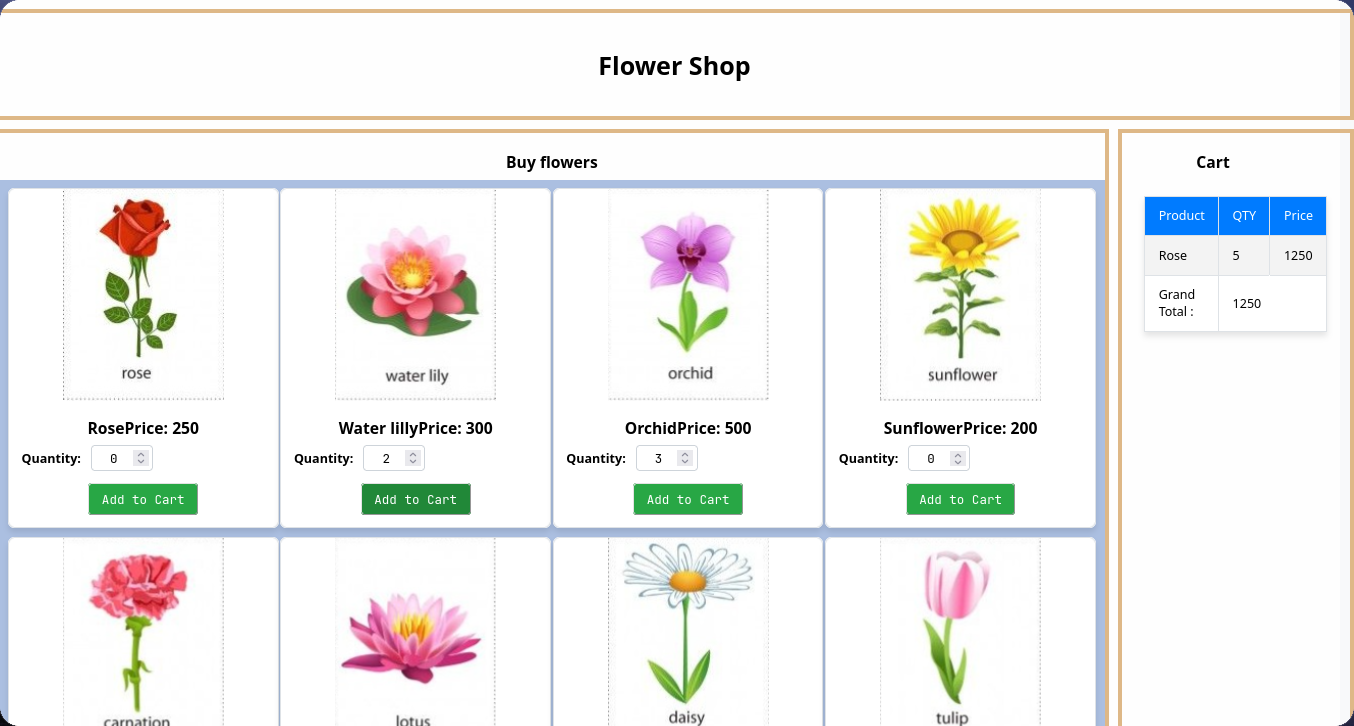 Flower Shop
Buy flowers
rose
water lily
orchid
sunflower
RosePrice: 250
Water lillyPrice: 300
OrchidPrice: 500
SunflowerPrice: 200
Quantity: 0
Quantity: 2
Quantity: 3
Quantity: 0
Add to Cart
Add to Cart
Add to Cart
Add to Cart
carnation
lotus
daisy
tulip
Cart
Product QTY Price
Rose 5 1250
Grand
Total : 1250